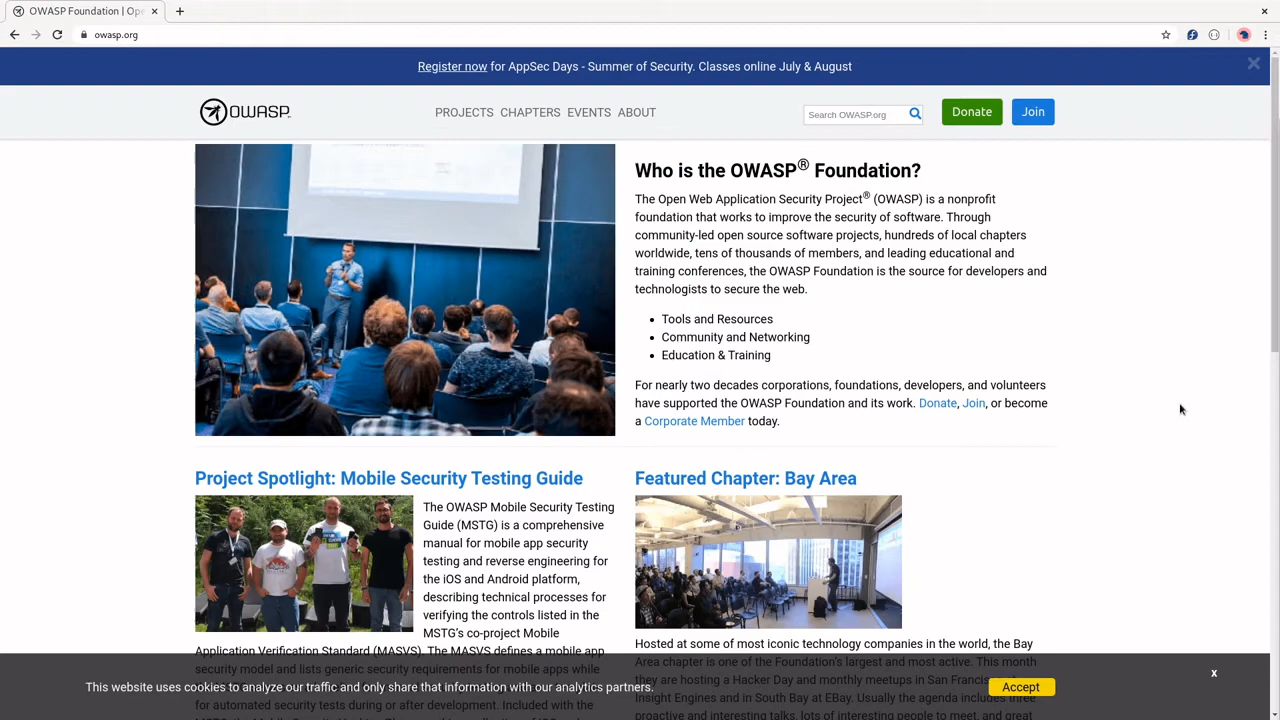 OWASP Foundation | Op
owasp.org
Register now for AppSec Days - Summer of Security. Classes online July & August
OWASP
PROJECTS CHAPTERS EVENTS ABOUT
Search OWASP.org
Donate
Join
Who is the OWASP® Foundation?
The Open Web Application Security Project® (OWASP) is a nonprofit
foundation that works to improve the security of software. Through
community-led open source software projects, hundreds of local chapters
worldwide, tens of thousands of members, and leading educational and
training conferences, the OWASP Foundation is the source for developers and
technologists to secure the web.
• Tools and Resources
• Community and Networking
• Education & Training
For nearly two decades corporations, foundations, developers, and volunteers
have supported the OWASP Foundation and its work. Donate, Join, or become
a Corporate Member today.
Project Spotlight: Mobile Security Testing Guide
The OWASP Mobile Security Testing
Guide (MSTG) is a comprehensive
manual for mobile app security
testing and reverse engineering for
the iOS and Android platform,
describing technical processes for
verifying the controls listed in the
MSTG's co-project Mobile
Application Verification Standard (MASVS). The MASVS defines a mobile app
security model and lists generic security requirements for mobile apps while
for automated security tests during or after development. Included with the
Featured Chapter: Bay Area
Hosted at some of most iconic technology companies in the world, the Bay
Area chapter is one of the Foundation's largest and most active. This month
they are hosting a Hacker Day and monthly meetups in San Francisco
Insight Engines and in South Bay at EBay. Usually the agenda includes three
proactive and interesting talks, lots of interesting people to meet, and great
This website uses cookies to analyze our traffic and only share that information with our analytics partners.
x
Accept